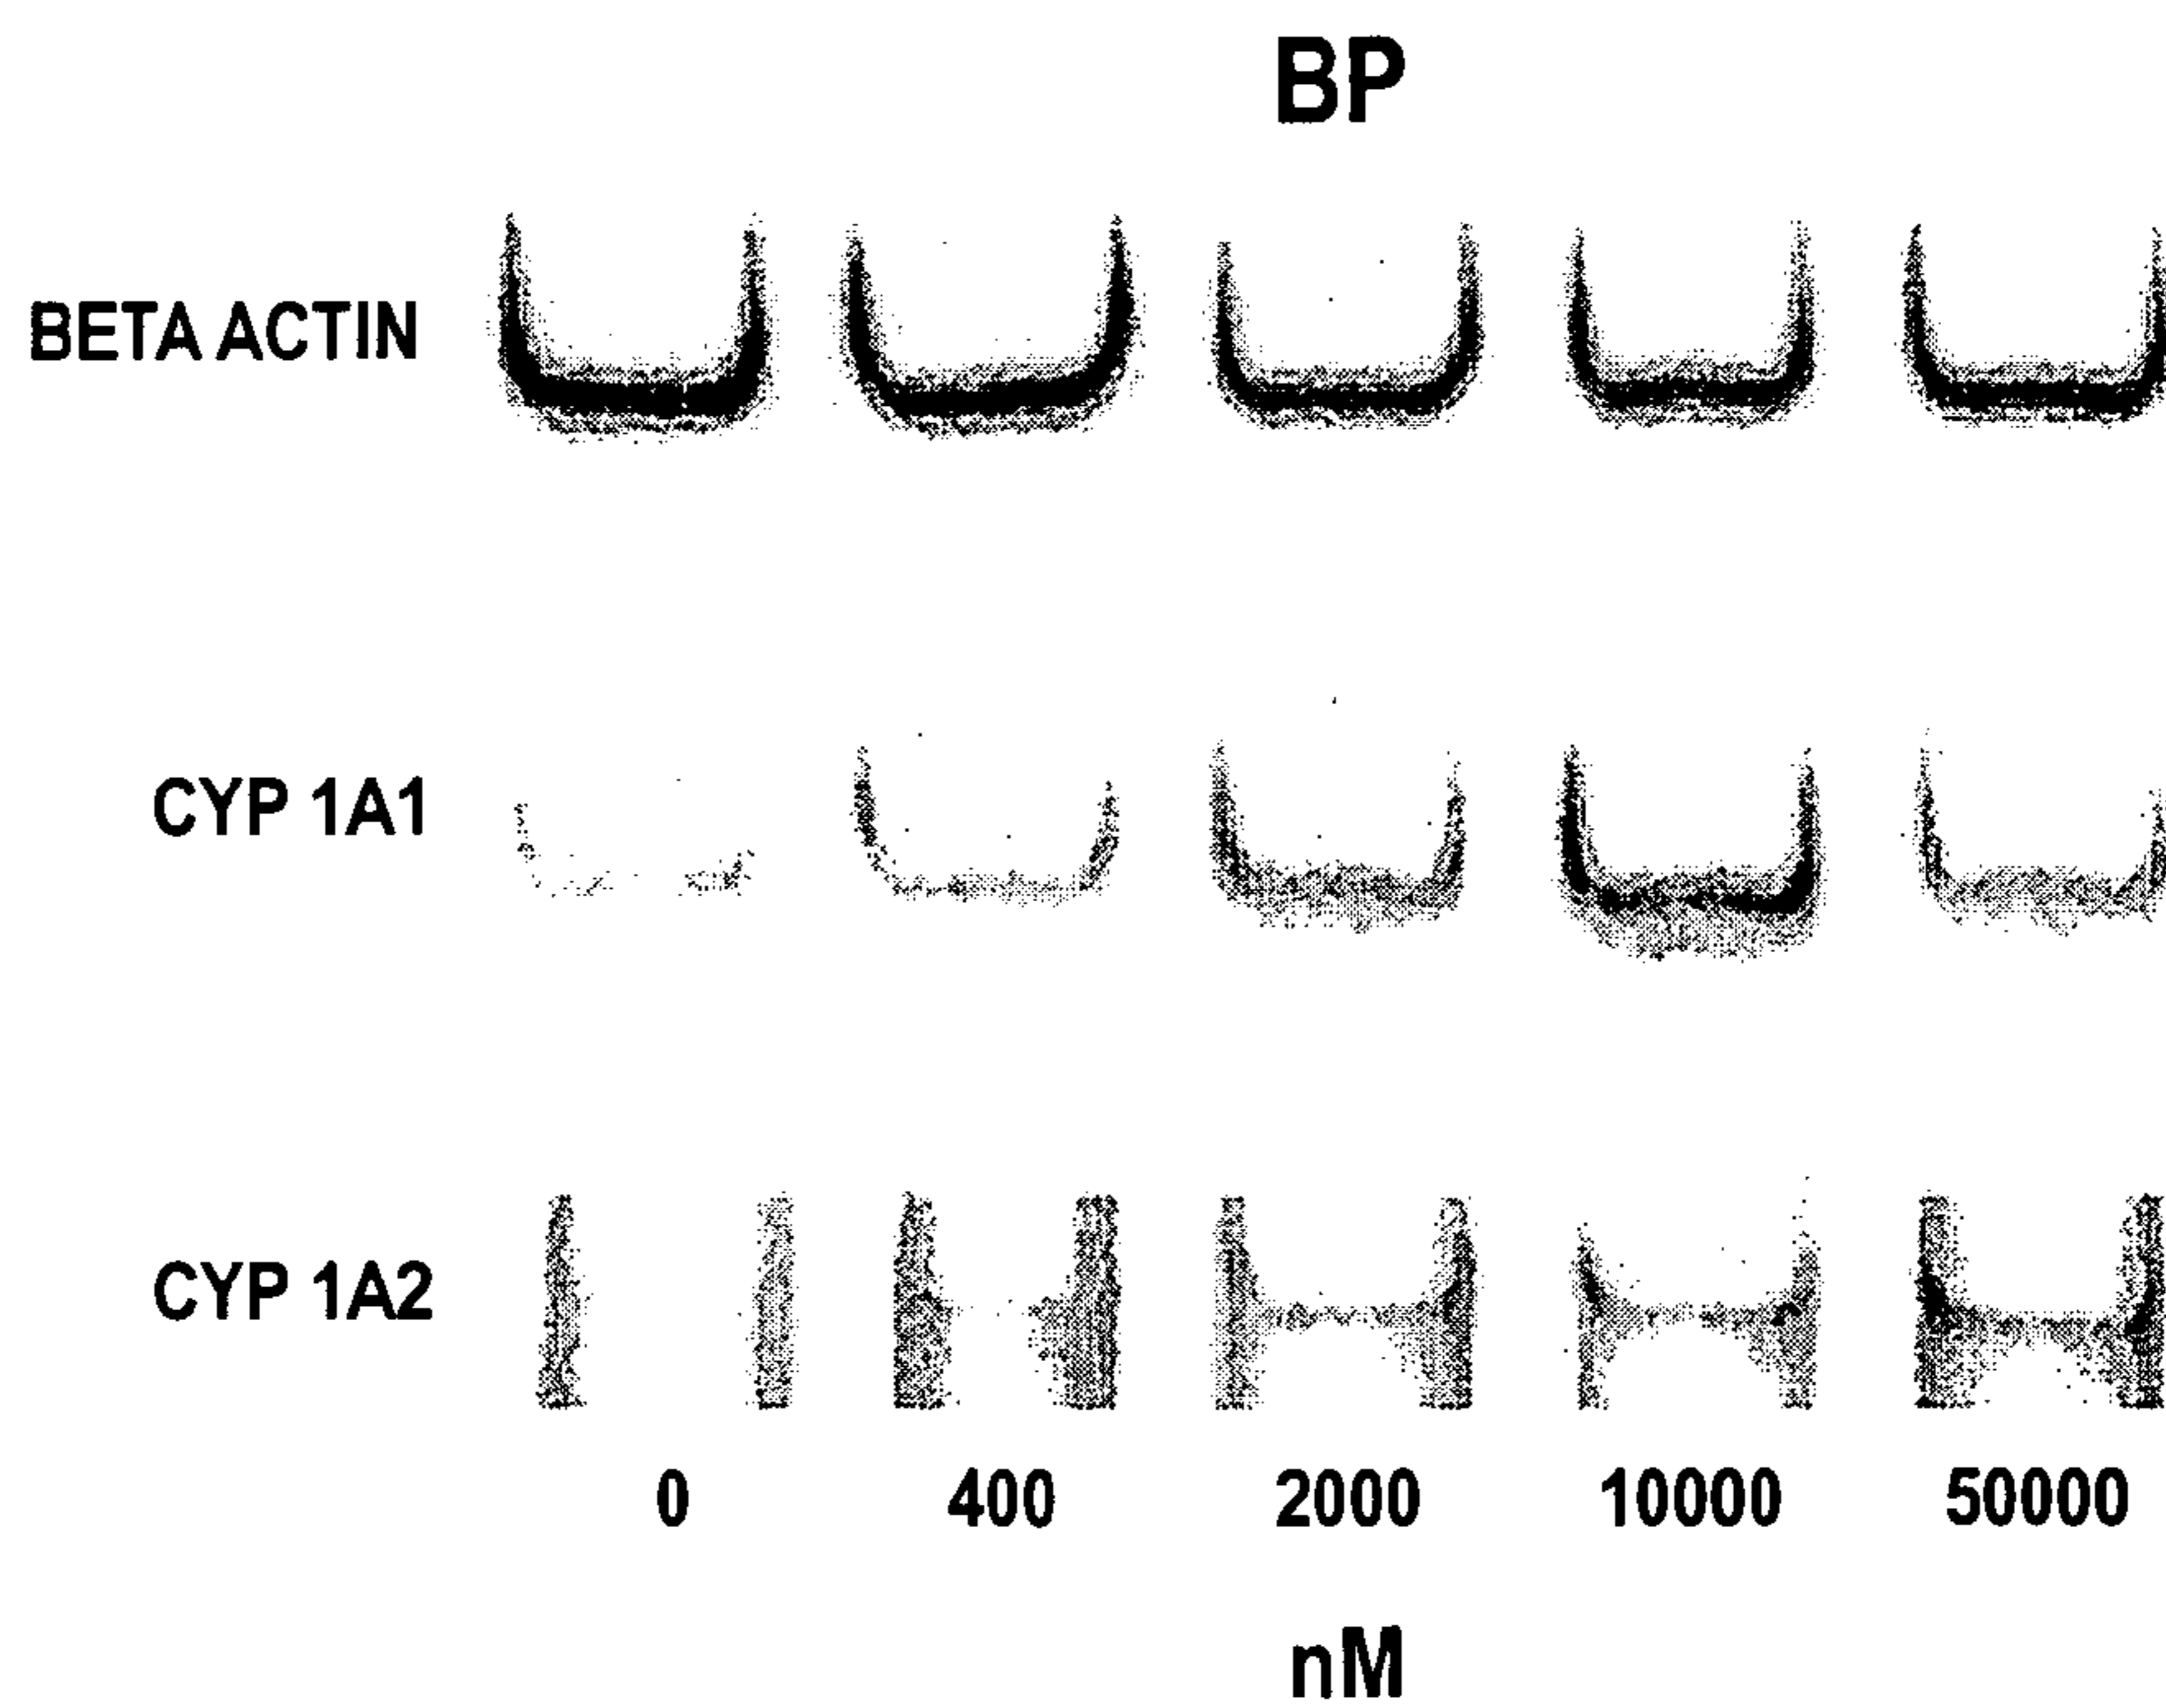 BP
BETA ACTIN
CYP 1A1
CYP 1A2
0 400 2000 10000 50000
nM